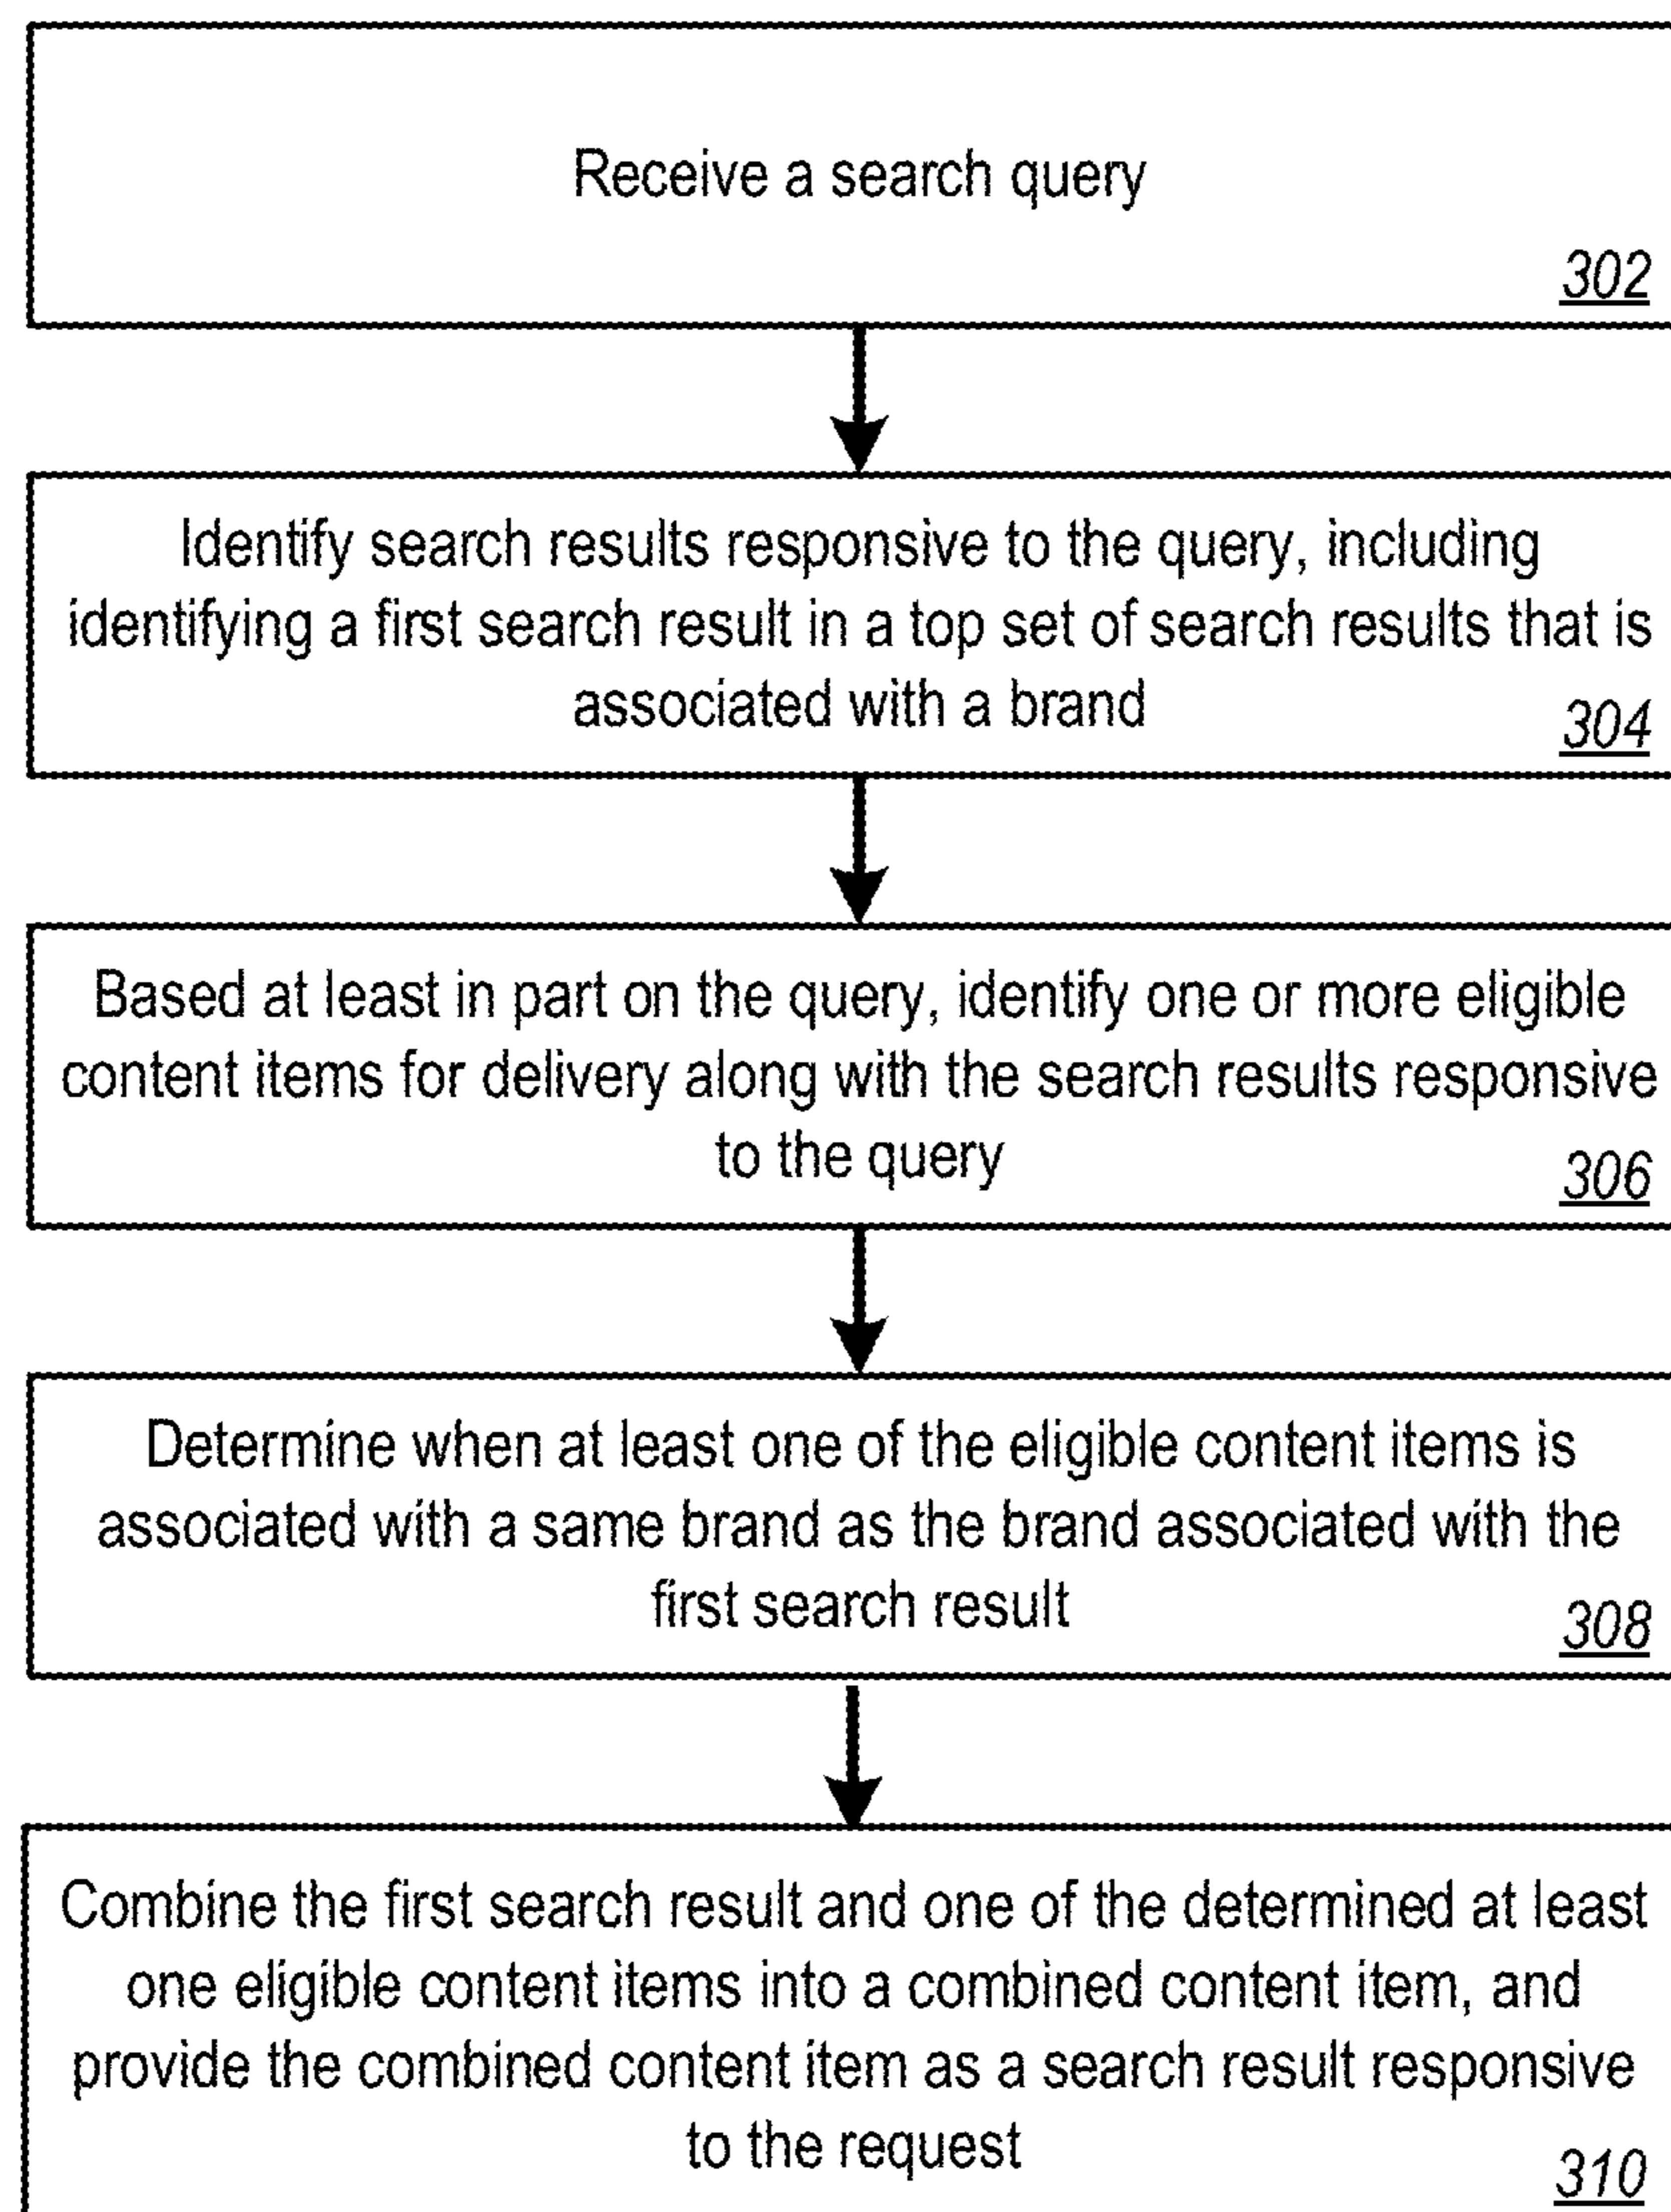 Receive a search query
302
Identify search results responsive to the query, including
identifying a first search result in a top set of search results that is
associated with a brand
304
Based at least in part on the query, identify one or more eligible
content items for delivery along with the search results responsive
to the query
306
Determine when at least one of the eligible content items is
associated with a same brand as the brand associated with the
first search result
308
Combine the first search result and one of the determined at least
one eligible content items into a combined content item, and
provide the combined content item as a search result responsive
to the request
310